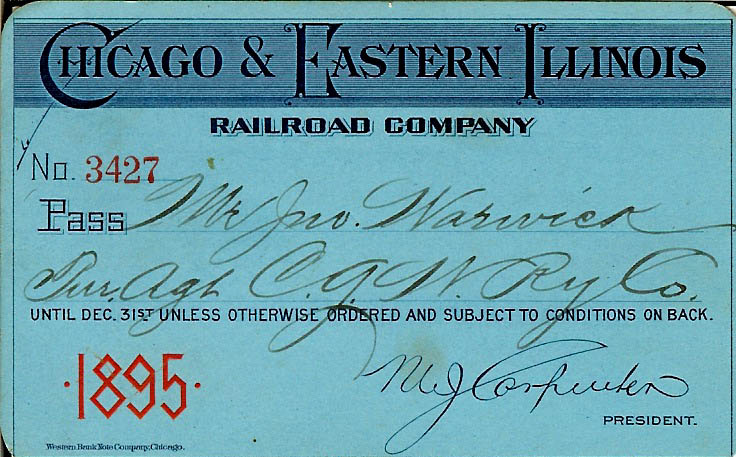 CHICAGO & EASTERN ILLINOIS
RAILROAD COMPANY
No. 3427
Pass Mr Jno. Warwick
Pur. Agt C. G. W. Ry Co.
UNTIL DEC. 31ST UNLESS OTHERWISE ORDERED AND SUBJECT TO CONDITIONS ON BACK.
·1895·
M J Carpenter
PRESIDENT.
Western Bank Note Company, Chicago.